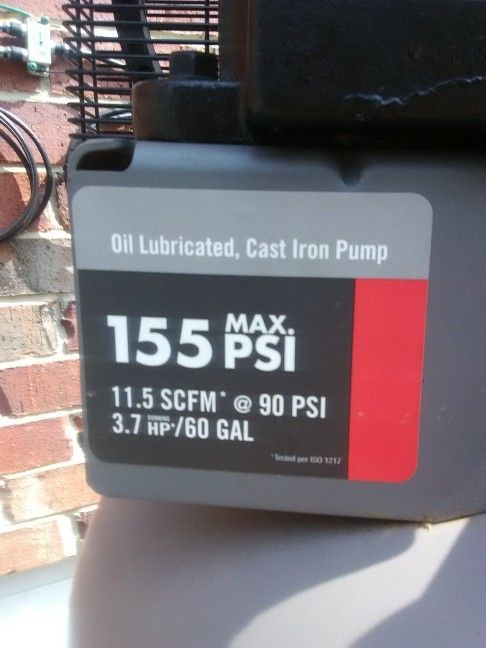 Oil Lubricated, Cast Iron Pump
155 MAX. PSI
11.5 SCFM* @ 90 PSI
3.7 RUNNING HP*/60 GAL
*Tested per ISO 1217